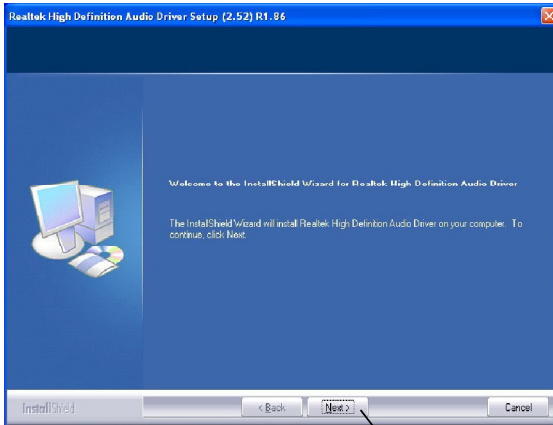 Realtek High Definition Audio Driver Setup (2.52) R1.86
Welcome to the InstallShield Wizard for Realtek High Definition Audio Driver
The InstallShield Wizard will install Realtek High Definition Audio Driver on your computer. To
continue, click Next.
InstallShield
< Back
Next >
Cancel